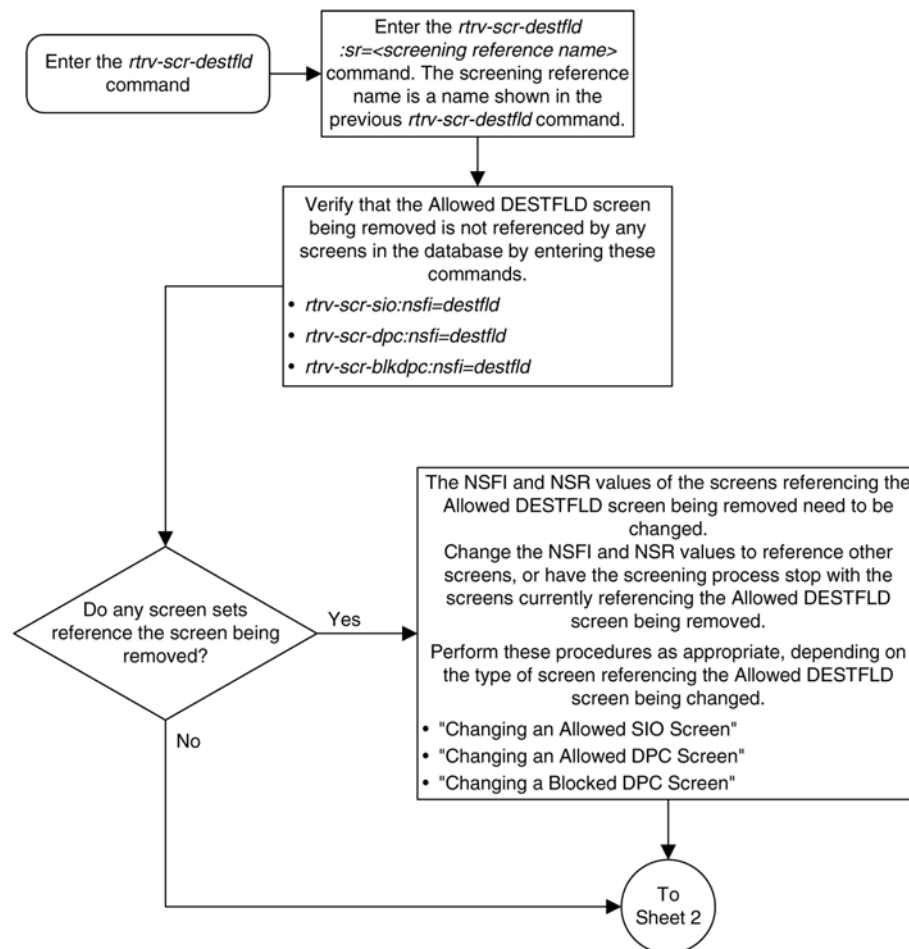 Enter the rtrv-scr-destfld
command
Enter the rtrv-scr-destfld
:sr=<screening reference name>
command. The screening reference
name is a name shown in the
previous rtrv-scr-destfld command.
Verify that the Allowed DESTFLD screen
being removed is not referenced by any
screens in the database by entering these
commands.
• rtrv-scr-sio:nsfi=destfld
• rtrv-scr-dpc:nsfi=destfld
• rtrv-scr-blkdpc:nsfi=destfld
Do any screen sets
reference the screen being
removed?
Yes
No
The NSFI and NSR values of the screens referencing the
Allowed DESTFLD screen being removed need to be
changed.
Change the NSFI and NSR values to reference other
screens, or have the screening process stop with the
screens currently referencing the Allowed DESTFLD
screen being removed.
Perform these procedures as appropriate, depending on
the type of screen referencing the Allowed DESTFLD
screen being changed.
• "Changing an Allowed SIO Screen"
• "Changing an Allowed DPC Screen"
• "Changing a Blocked DPC Screen"
To
Sheet 2